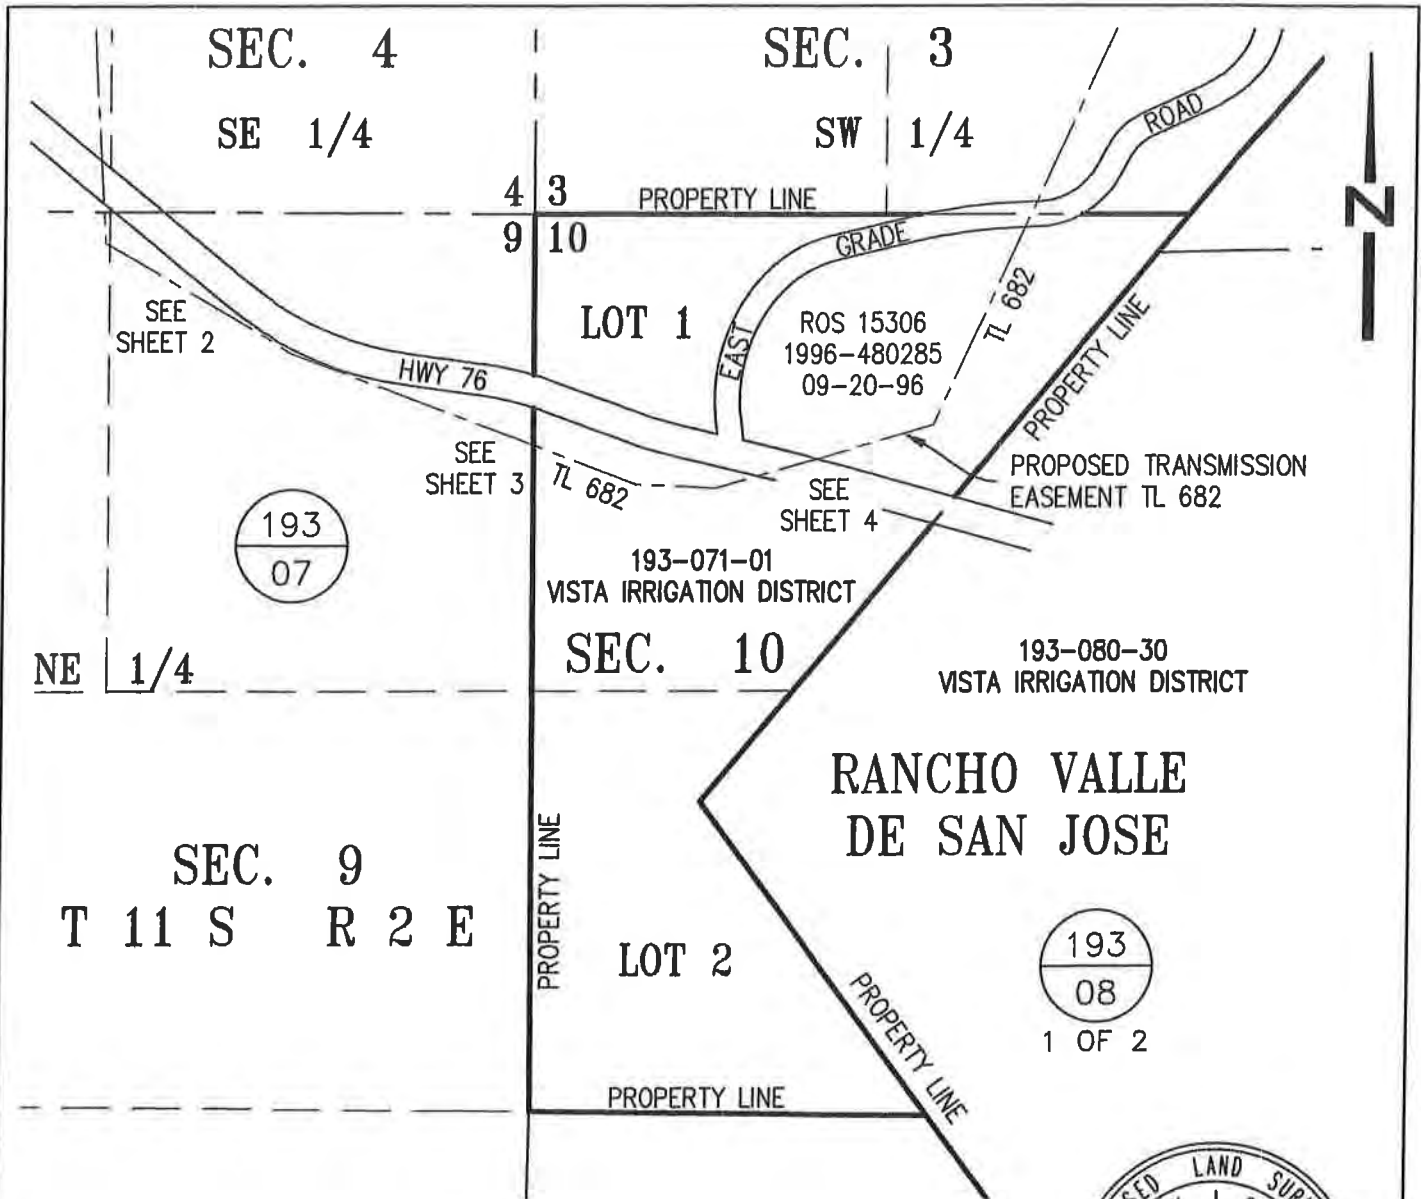 SEC. 4
SEC. 3
SE 1/4
SW 1/4
ROAD
4 3
PROPERTY LINE
9 10
N
GRADE
SEE
SHEET 2
LOT 1
EAST
ROS 15306
1996-480285
09-20-96
TL 682
PROPERTY LINE
HWY 76
SEE
SHEET 3
TL 682
SEE
SHEET 4
PROPOSED TRANSMISSION
EASEMENT TL 682
193
07
193-071-01
VISTA IRRIGATION DISTRICT
SEC. 10
NE 1/4
193-080-30
VISTA IRRIGATION DISTRICT
RANCHO VALLE
DE SAN JOSE
PROPERTY LINE
SEC. 9
T 11 S R 2 E
LOT 2
193
08
1 OF 2
PROPERTY LINE
PROPERTY LINE
LAND